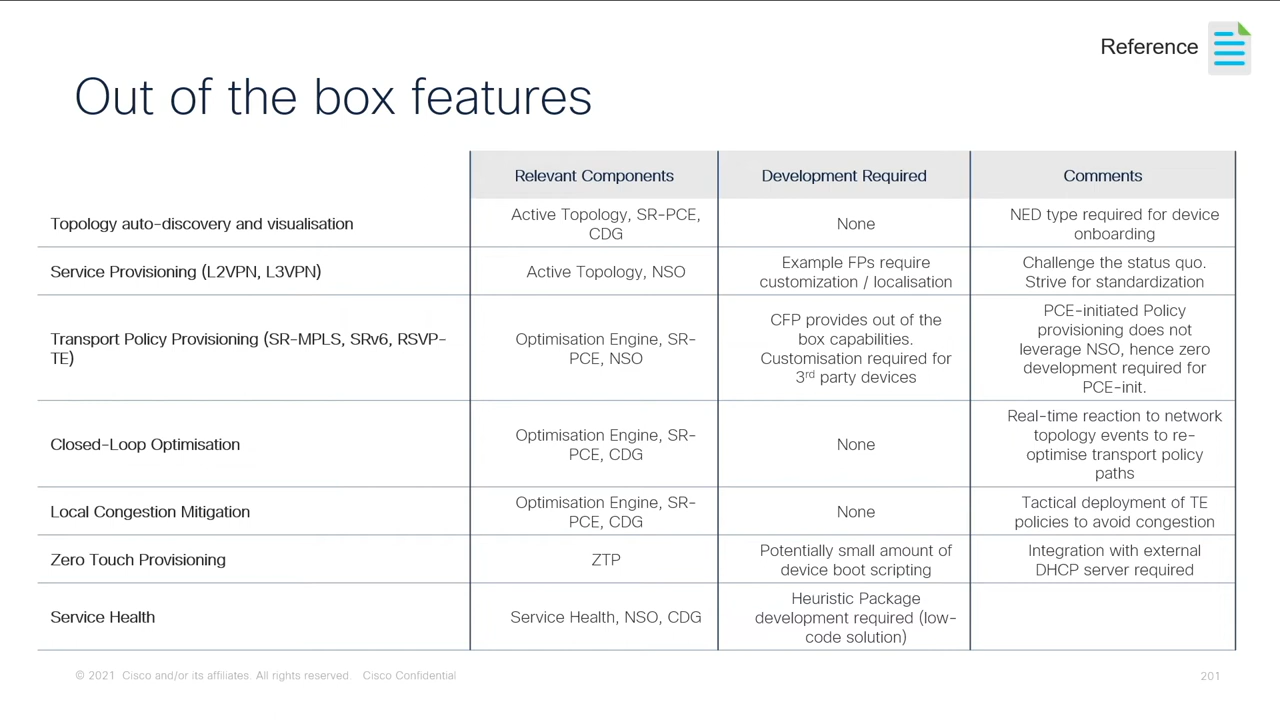 Reference
Out of the box features
Relevant Components
Development Required
Comments
Topology auto-discovery and visualisation
Active Topology, SR-PCE,
CDG
None
NED type required for device
onboarding
Service Provisioning (L2VPN, L3VPN)
Active Topology, NSO
Example FPs require
customization / localisation
Challenge the status quo.
Strive for standardization
Transport Policy Provisioning (SR-MPLS, SRv6, RSVP-
TE)
Optimisation Engine, SR-
PCE, NSO
CFP provides out of the
box capabilities.
Customisation required for
3rd party devices
PCE-initiated Policy
provisioning does not
leverage NSO, hence zero
development required for
PCE-init.
Closed-Loop Optimisation
Optimisation Engine, SR-
PCE, CDG
None
Real-time reaction to network
topology events to re-
optimise transport policy
paths
Local Congestion Mitigation
Optimisation Engine, SR-
PCE, CDG
None
Tactical deployment of TE
policies to avoid congestion
Zero Touch Provisioning
ZTP
Potentially small amount of
device boot scripting
Integration with external
DHCP server required
Service Health
Service Health, NSO, CDG
Heuristic Package
development required (low-
code solution)
© 2021 Cisco and/or its affiliates. All rights reserved. Cisco Confidential
201